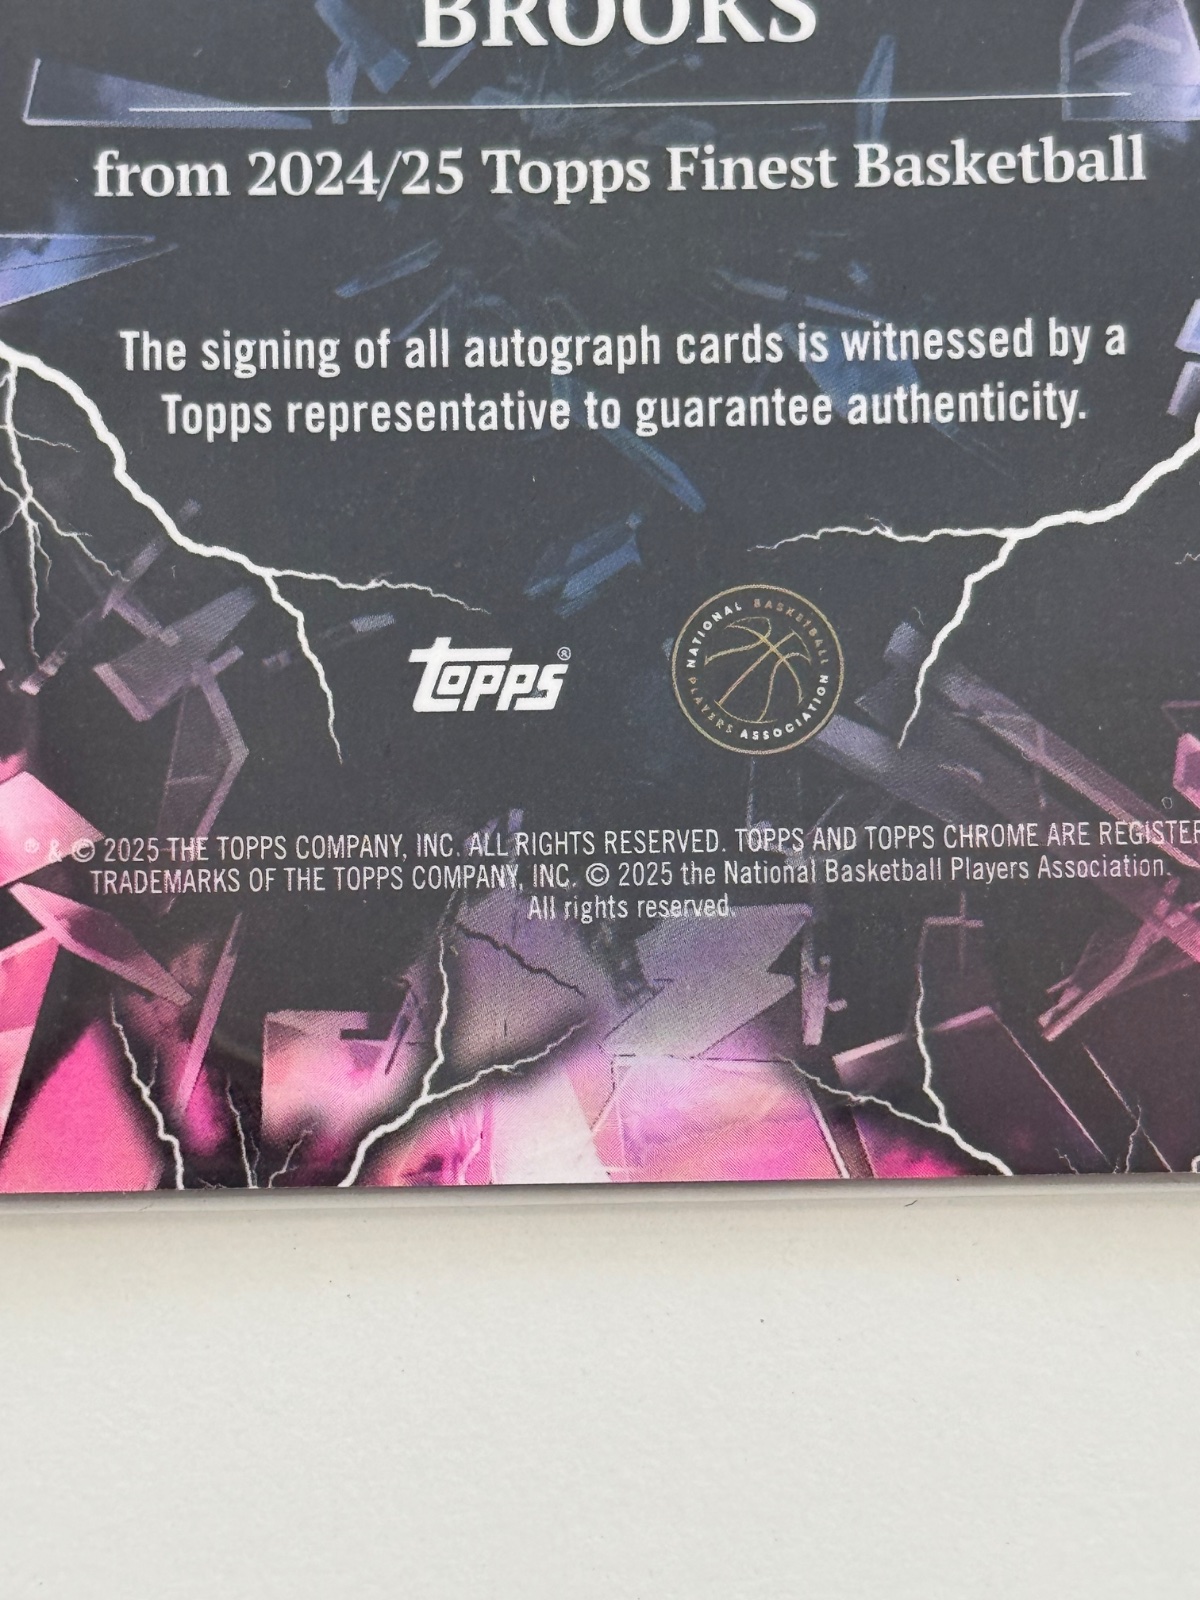 BROOKS
from 2024/25 Topps Finest Basketball
The signing of all autograph cards is witnessed by a
Topps representative to guarantee authenticity.
Topps®
NATIONAL BASKETBALL
PLAYERS ASSOCIATION
® & © 2025 THE TOPPS COMPANY, INC. ALL RIGHTS RESERVED. TOPPS AND TOPPS CHROME ARE REGISTER
TRADEMARKS OF THE TOPPS COMPANY, INC. © 2025 the National Basketball Players Association.
All rights reserved.